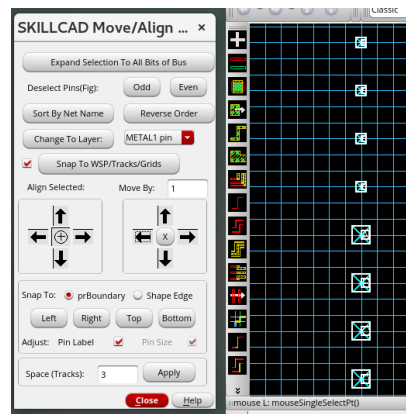 SKILLCAD Move/Align ... ×
Classic
Expand Selection To All Bits of Bus
Deselect Pins(Fig): Odd Even
Sort By Net Name Reverse Order
Change To Layer: METAL1 pin
Snap To WSP/Tracks/Grids
Align Selected: Move By: 1
X
Snap To: prBoundary Shape Edge
Left Right Top Bottom
Adjust: Pin Label Pin Size
Space (Tracks): 3 Apply
Close Help
mouse L: mouseSingleSelectPt()